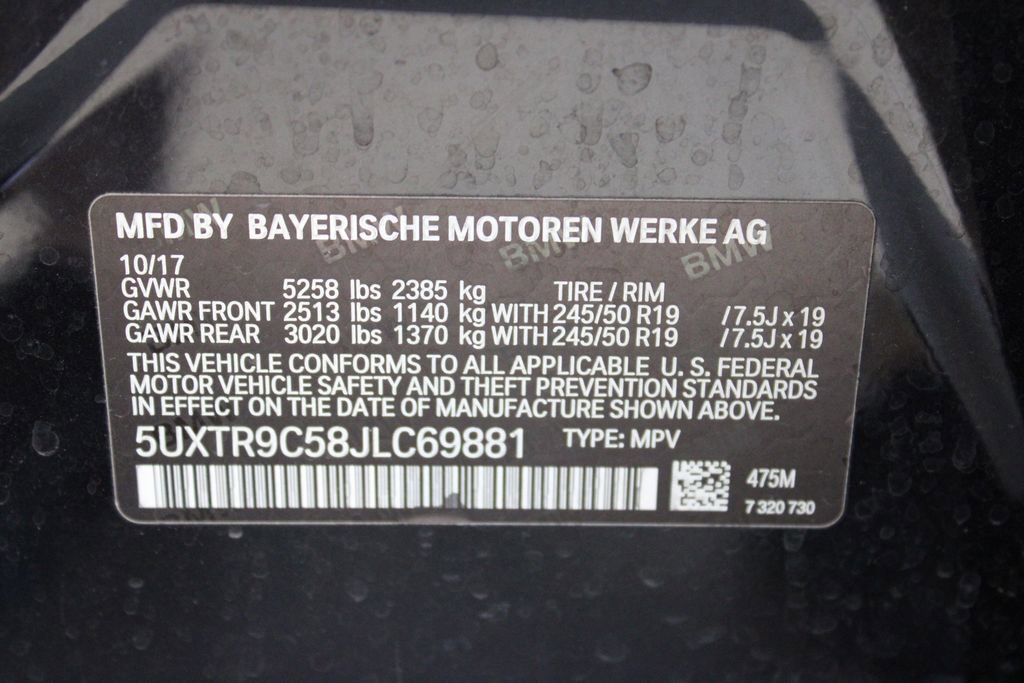 MFD BY BAYERISCHE MOTOREN WERKE AG
10/17
GVWR 5258 lbs 2385 kg TIRE / RIM
GAWR FRONT 2513 lbs 1140 kg WITH 245/50 R19 / 7.5J x 19
GAWR REAR 3020 lbs 1370 kg WITH 245/50 R19 / 7.5J x 19
THIS VEHICLE CONFORMS TO ALL APPLICABLE U. S. FEDERAL
MOTOR VEHICLE SAFETY AND THEFT PREVENTION STANDARDS
IN EFFECT ON THE DATE OF MANUFACTURE SHOWN ABOVE.
5UXTR9C58JLC69881 TYPE: MPV
475M
7 320 730